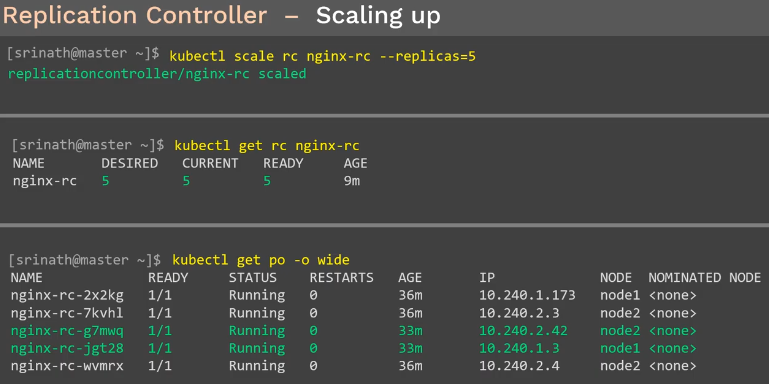 Replication Controller – Scaling up
[srinath@master ~]$ kubectl scale rc nginx-rc --replicas=5
replicationcontroller/nginx-rc scaled
[srinath@master ~]$ kubectl get rc nginx-rc
NAME DESIRED CURRENT READY AGE
nginx-rc 5 5 5 9m
[srinath@master ~]$ kubectl get po -o wide
NAME READY STATUS RESTARTS AGE IP NODE NOMINATED NODE
nginx-rc-2x2kg 1/1 Running 0 36m 10.240.1.173 node1 <none>
nginx-rc-7kvhl 1/1 Running 0 36m 10.240.2.3 node2 <none>
nginx-rc-g7mwq 1/1 Running 0 33m 10.240.2.42 node2 <none>
nginx-rc-jgt28 1/1 Running 0 33m 10.240.1.3 node1 <none>
nginx-rc-wvmrx 1/1 Running 0 36m 10.240.2.4 node2 <none>